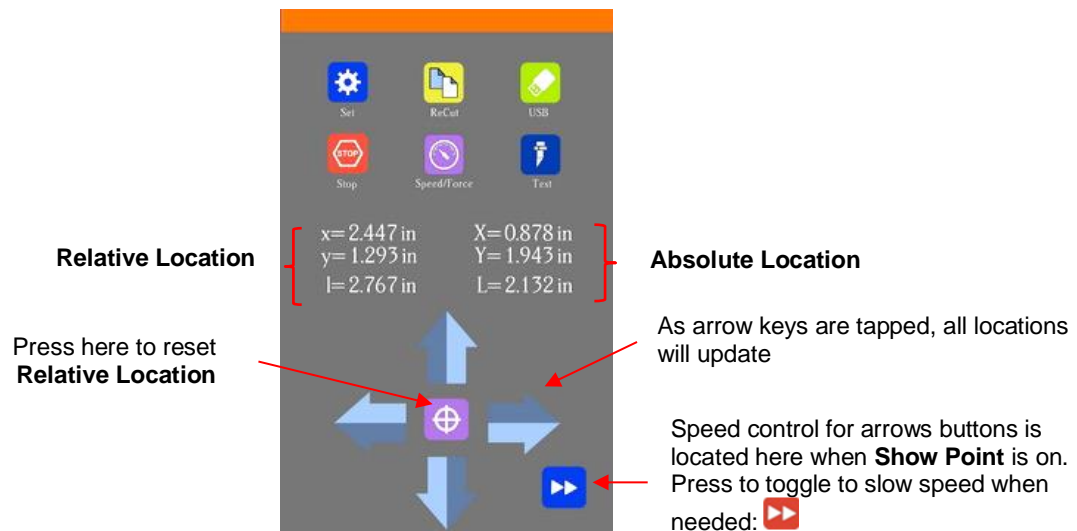 Set ReCut USB
STOP
Stop Speed/Force Test
x= 2.447 in X= 0.878 in
y= 1.293 in Y= 1.943 in
l= 2.767 in L= 2.132 in
Relative Location
Absolute Location
Press here to reset
Relative Location
As arrow keys are tapped, all locations
will update
Speed control for arrows buttons is
located here when Show Point is on.
Press to toggle to slow speed when
needed: